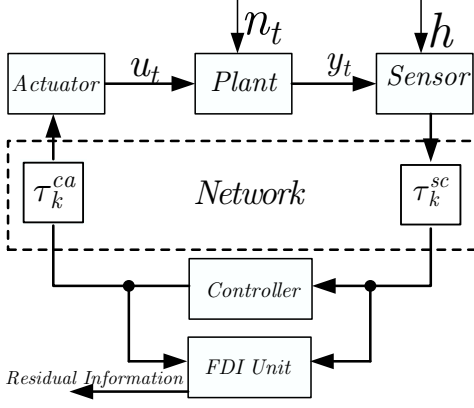 n_t
h
Actuator
u_t
Plant
y_t
Sensor
τ_k^{ca}
Network
τ_k^{sc}
Controller
FDI Unit
Residual Information